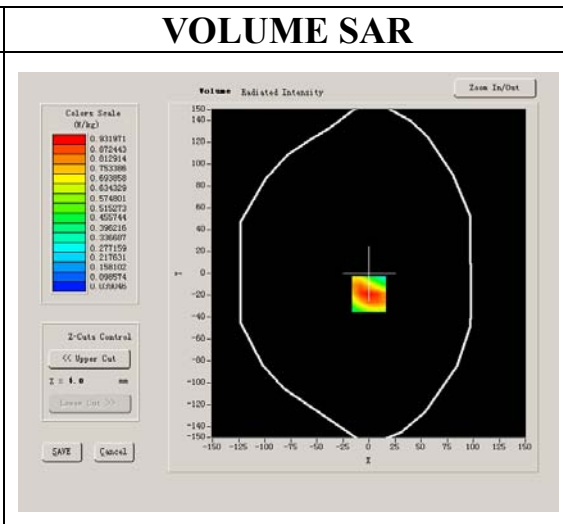 VOLUME SAR
Volume Radiated Intensity
Zoom In/Out
Colors Scale
(W/kg)
0.931971
0.872443
0.812914
0.753386
0.693858
0.634329
0.574801
0.515273
0.455744
0.396216
0.336687
0.277159
0.217631
0.158102
0.098574
Z-Cuts Control
<< Upper Cut
Z = 4.0 mm
Lower Cut >>
SAVE
Cancel
150
140
120
100
80
60
40
20
0
-20
-40
-60
-80
-100
-120
-140
-150
Y
-150 -125 -100 -75 -50 -25 0 25 50 75 100 125 150
X